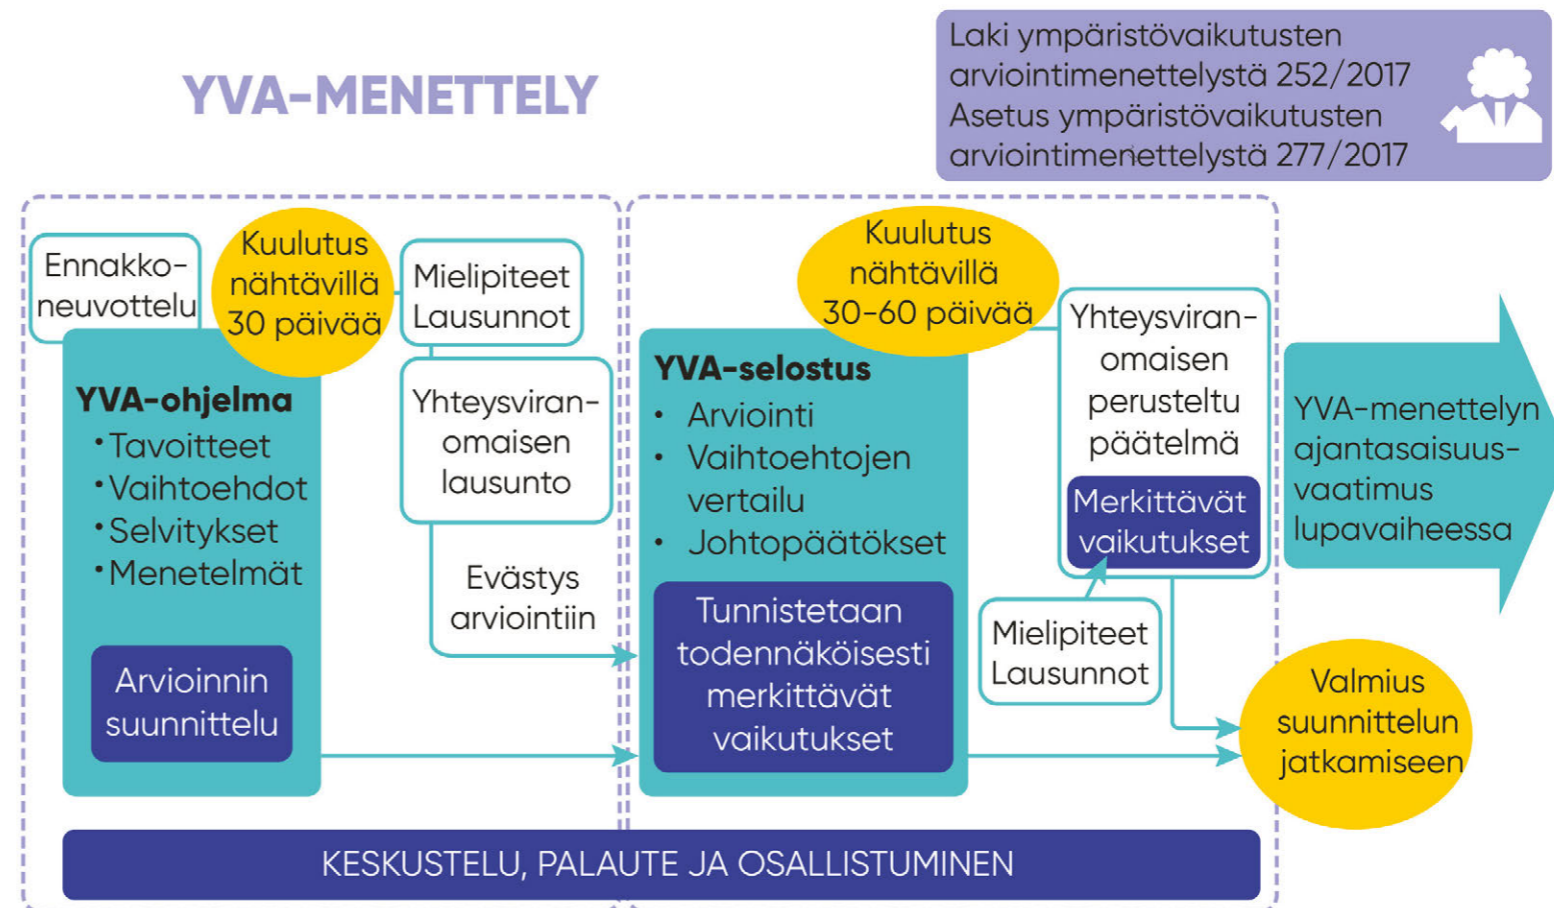 YVA-MENETTELY
Laki ympäristövaikutusten
arviointimenettelystä 252/2017
Asetus ympäristövaikutusten
arviointimenettelystä 277/2017
Ennakko-
neuvottelu
Kuulutus
nähtävillä
30 päivää
Mielipiteet
Lausunnot
YVA-ohjelma
• Tavoitteet
• Vaihtoehdot
• Selvitykset
• Menetelmät
Arvioinnin
suunnittelu
Yhteysviran-
omaisen
lausunto
Evästys
arviointiin
Kuulutus
nähtävillä
30-60 päivää
YVA-selostus
• Arviointi
• Vaihtoehtojen
vertailu
• Johtopäätökset
Tunnistetaan
todennäköisesti
merkittävät
vaikutukset
Yhteysviran-
omaisen
perusteltu
päätelmä
Merkittävät
vaikutukset
Mielipiteet
Lausunnot
YVA-menettelyn
ajantasaisuus-
vaatimus
lupavaiheessa
Valmius
suunnittelun
jatkamiseen
KESKUSTELU, PALAUTE JA OSALLISTUMINEN